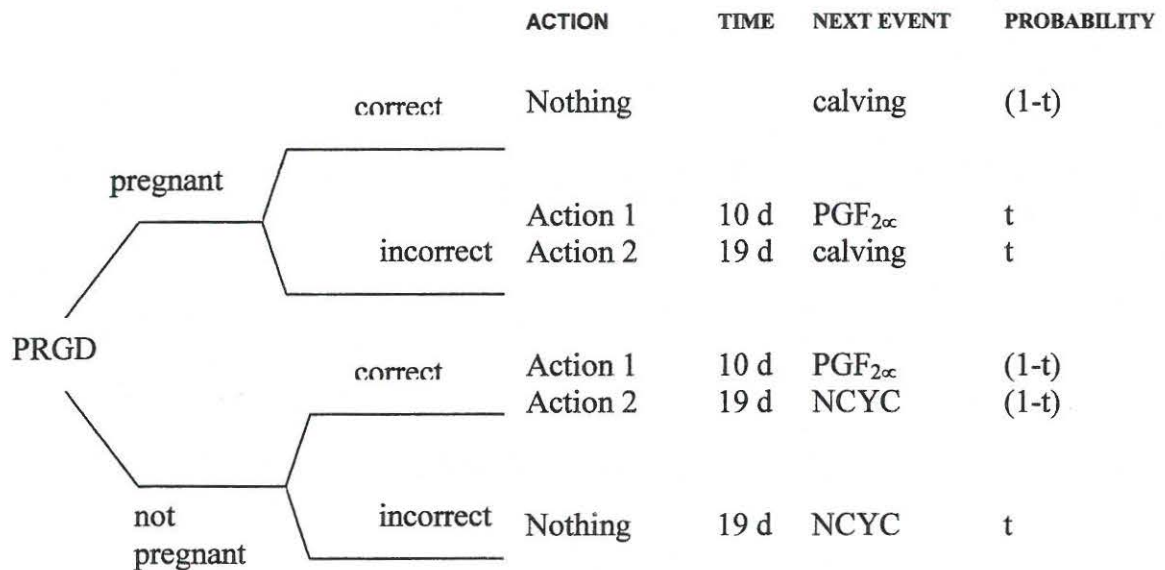 ACTION TIME NEXT EVENT PROBABILITY
correct Nothing calving (1-t)
pregnant
Action 1 10 d PGF₂∝ t
incorrect Action 2 19 d calving t
PRGD
correct Action 1 10 d PGF₂∝ (1-t)
Action 2 19 d NCYC (1-t)
not incorrect Nothing 19 d NCYC t
pregnant